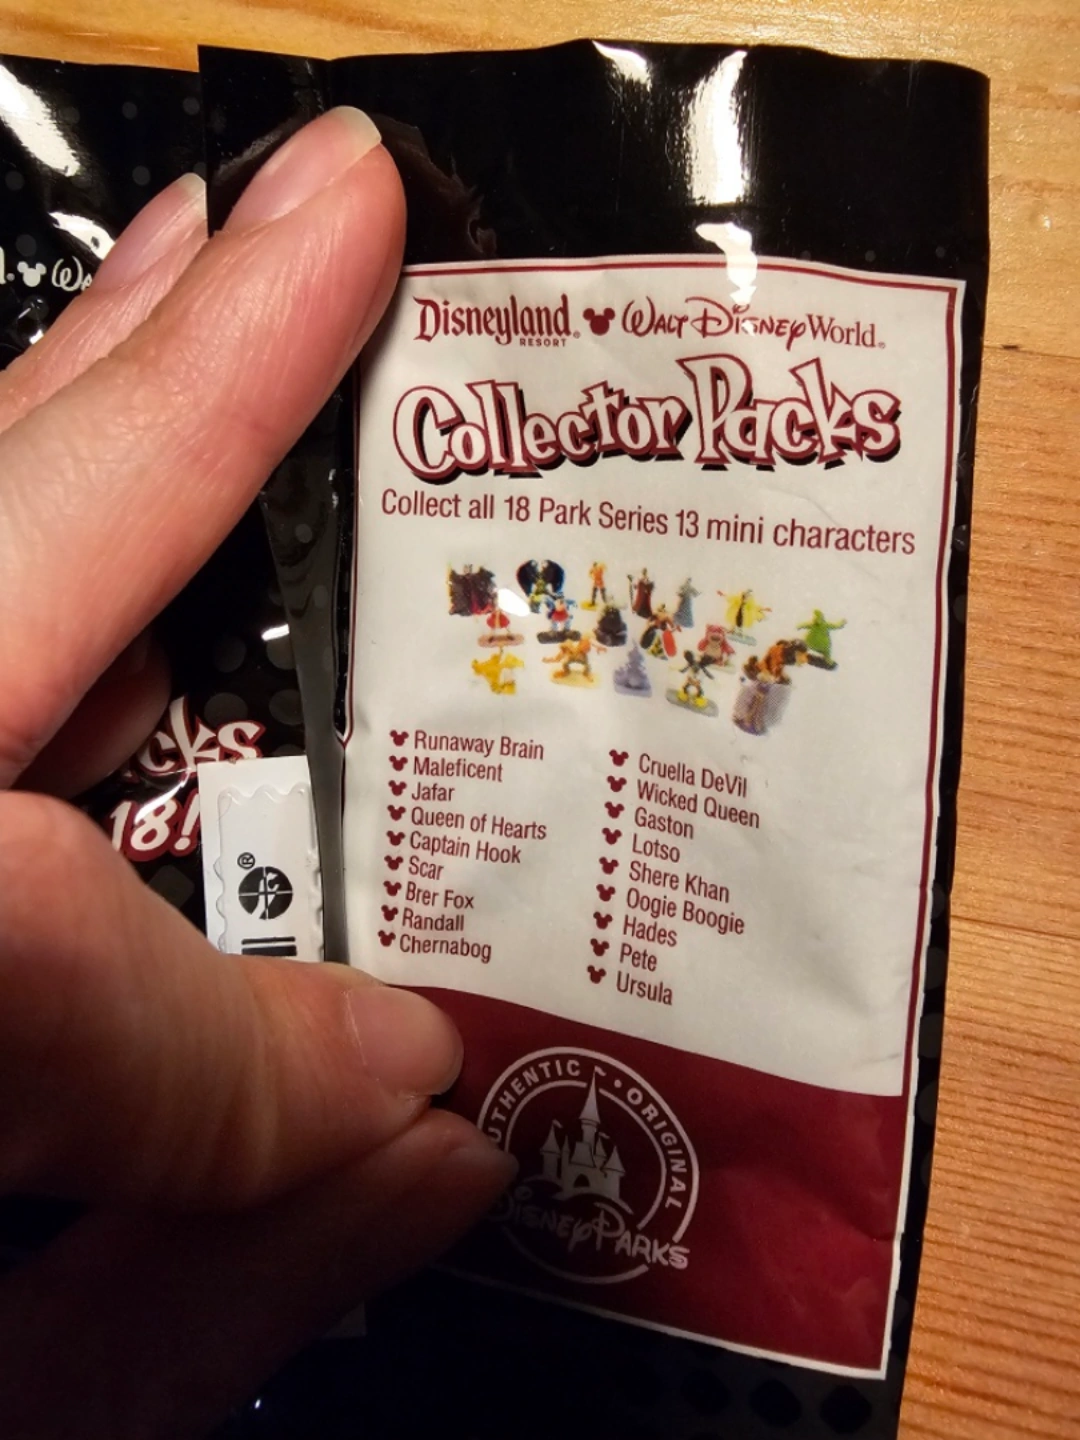 Disneyland® Walt Disney World®
RESORT
Collector Packs
Collect all 18 Park Series 13 mini characters
Runaway Brain
Maleficent
Jafar
Queen of Hearts
Captain Hook
Scar
Brer Fox
Randall
Chernabog
Cruella DeVil
Wicked Queen
Gaston
Lotso
Shere Khan
Oogie Boogie
Hades
Pete
Ursula
cks
18!
®
AUTHENTIC • ORIGINAL
Disney Parks